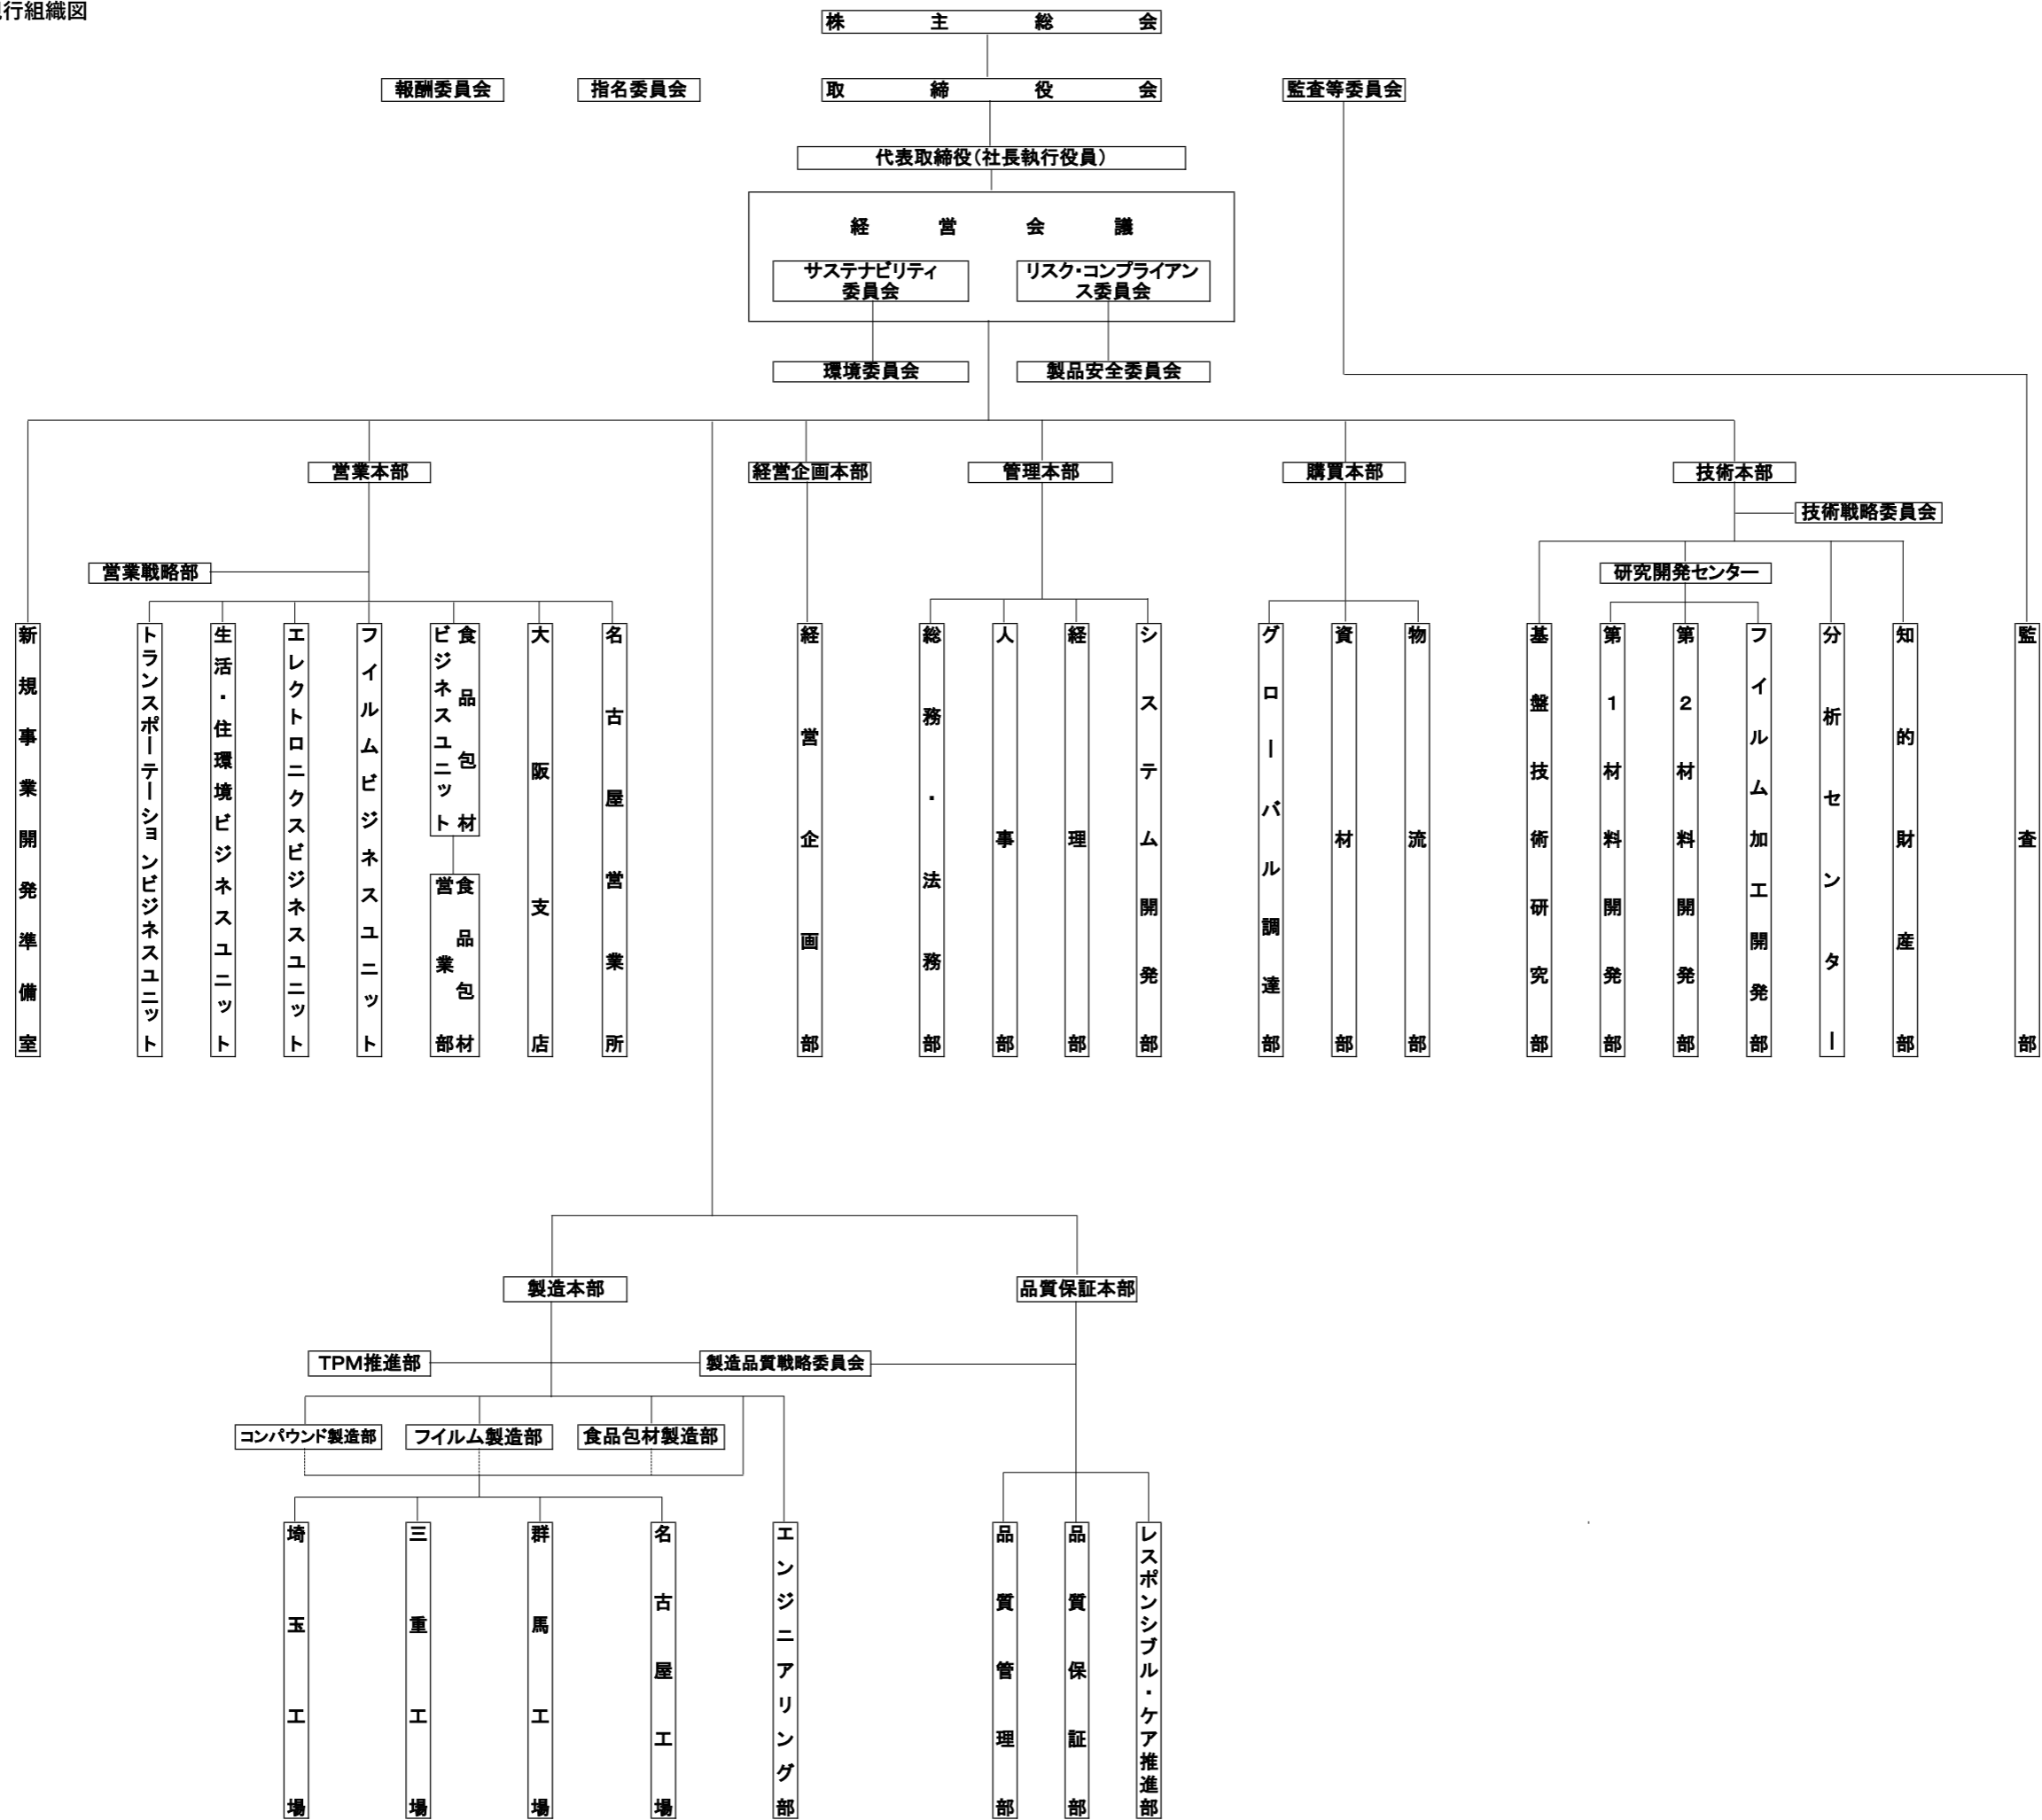 行組織図
株主総会
報酬委員会
指名委員会
取締役会
監査等委員会
代表取締役（社長執行役員）
経営会議
サステナビリティ
委員会
リスク・コンプライアン
ス委員会
環境委員会
製品安全委員会
営業本部
経営企画本部
管理本部
購買本部
技術本部
技術戦略委員会
営業戦略部
研究開発センター
新規事業開発準備室
トランスポーテーションビジネスユニット
生活・住環境ビジネスユニット
エレクトロニクスビジネスユニット
フイルムビジネスユニット
食品包材
ビジネスユニット
食品包材
営業部
大阪支店
名古屋営業所
経営企画部
総務・法務部
人事部
経理部
システム開発部
グローバル調達部
資材部
物流部
基盤技術研究部
第1材料開発部
第2材料開発部
フイルム加工開発部
分析センター
知的財産部
監査部
製造本部
品質保証本部
TPM推進部
製造品質戦略委員会
コンパウンド製造部
フイルム製造部
食品包材製造部
埼玉工場
三重工場
群馬工場
名古屋工場
エンジニアリング部
品質管理部
品質保証部
レスポンシブル・ケア推進部